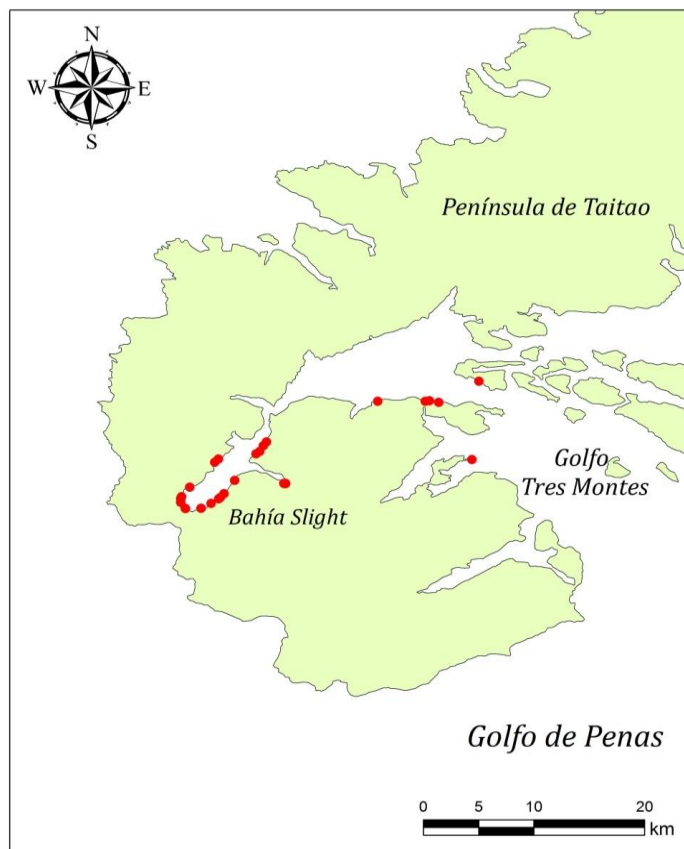 N
W E
S
Península de Taitao
Golfo
Tres Montes
Bahía Slight
Golfo de Penas
0 5 10 20
km